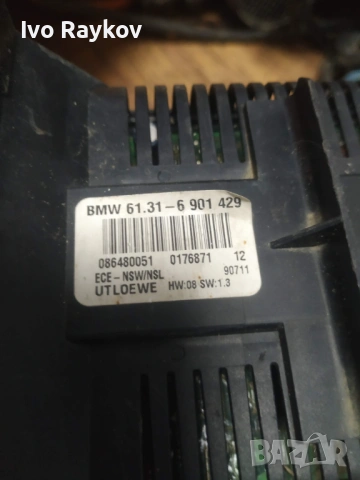 Ivo Raykov
BMW 61.31-6 901 429
086480051 0176871 12
ECE-NSW/NSL 90711
UTLOEWE HW:08 SW:1.3
BAZAR